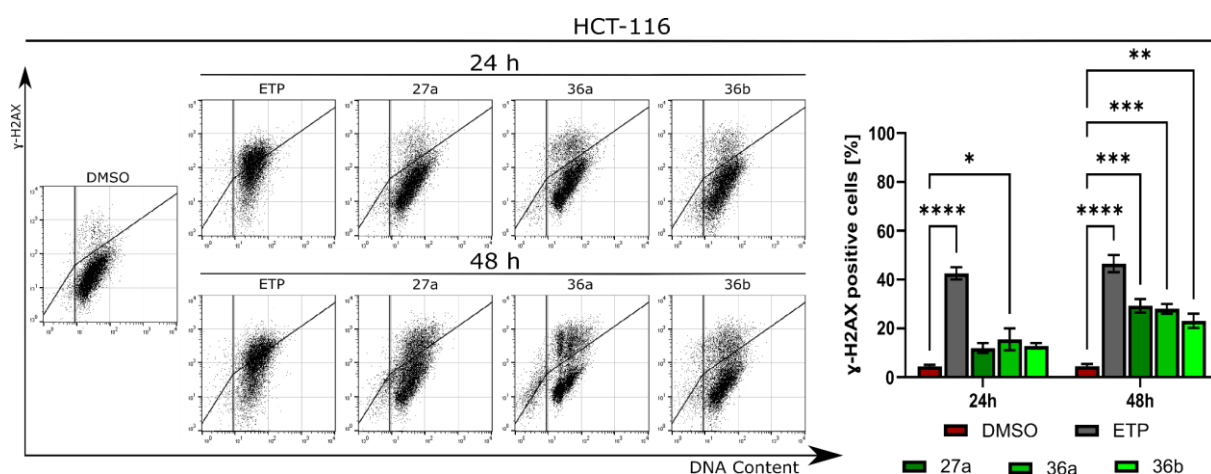 HCT-116
24 h
ETP 27a 36a 36b
γ-H2AX
DMSO
48 h
ETP 27a 36a 36b
DNA Content
**
***
*
***
**** ****
ɣ-H2AX positive cells [%]
100
80
60
40
20
0
24h 48h
DMSO ETP
27a 36a 36b